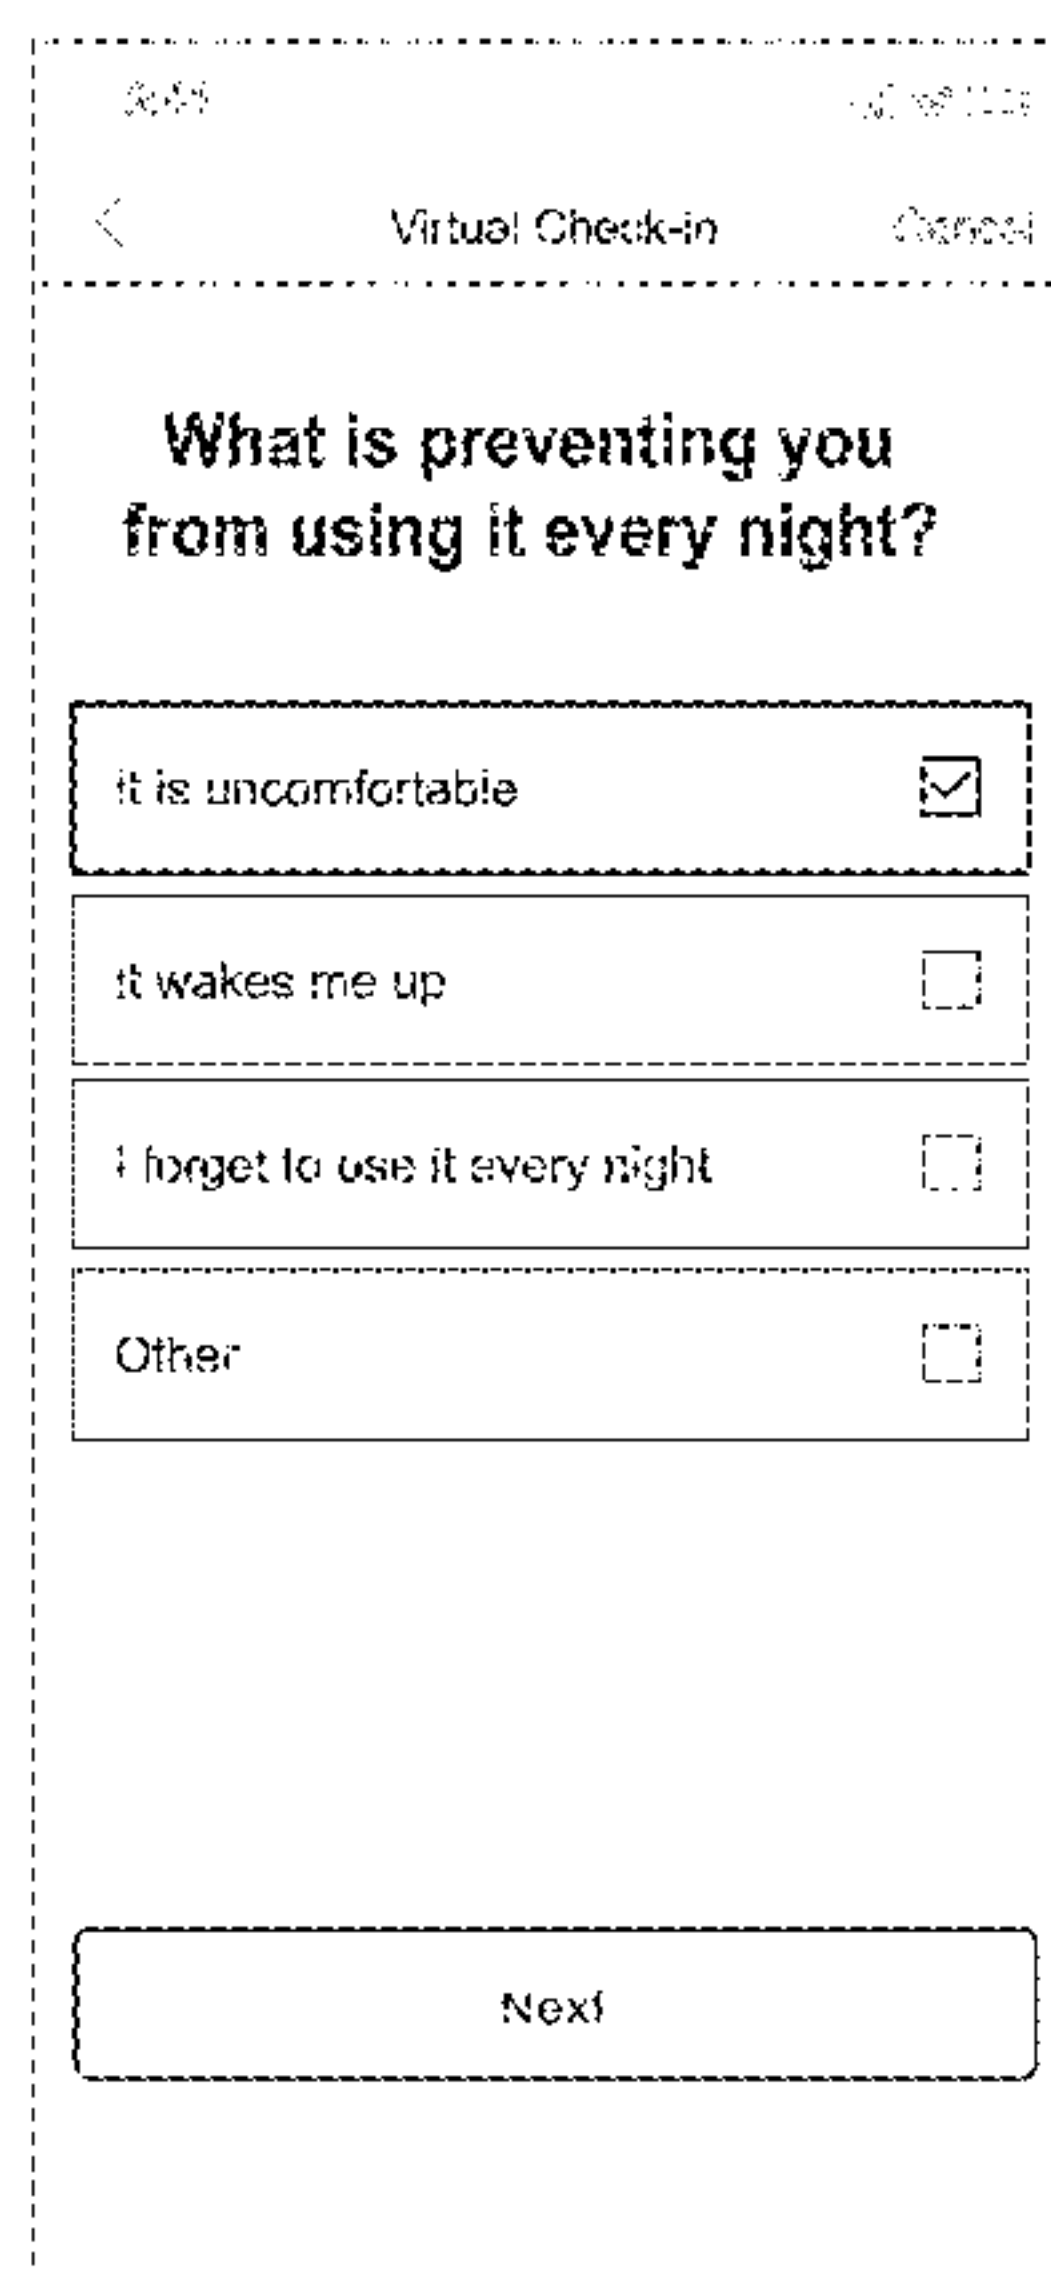 Virtual Check-in
Cancel
What is preventing you
from using it every night?
It is uncomfortable
It wakes me up
I forget to use it every night
Other
Next